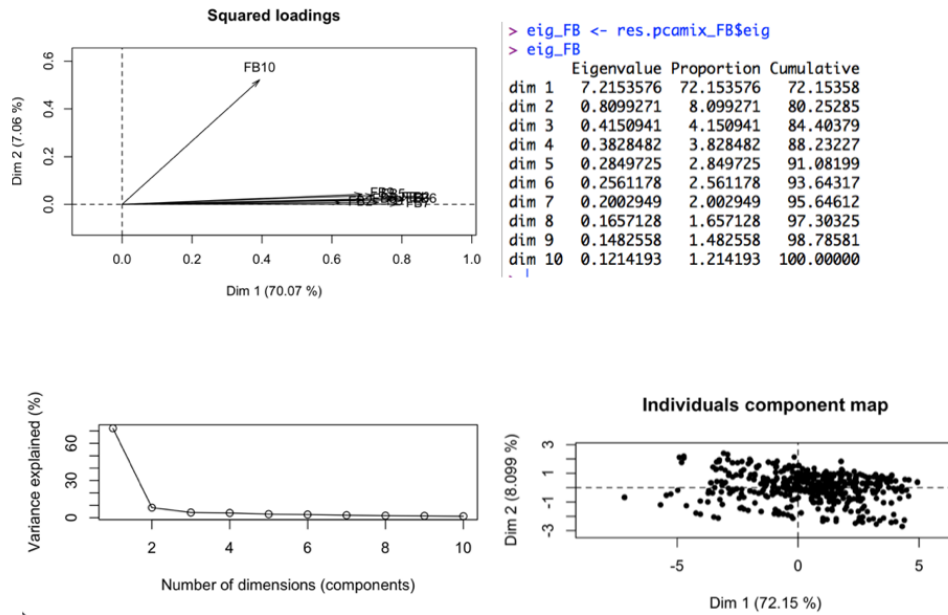 Squared loadings
Dim 2 (7.06 %)
0.6
0.4
0.2
0.0
FB10
0.0 0.2 0.4 0.6 0.8 1.0
Dim 1 (70.07 %)
> eig_FB <- res.pcamix_FB$eig
> eig_FB
Eigenvalue Proportion Cumulative
dim 1 7.2153576 72.153576 72.15358
dim 2 0.8099271 8.099271 80.25285
dim 3 0.4150941 4.150941 84.40379
dim 4 0.3828482 3.828482 88.23227
dim 5 0.2849725 2.849725 91.08199
dim 6 0.2561178 2.561178 93.64317
dim 7 0.2002949 2.002949 95.64612
dim 8 0.1657128 1.657128 97.30325
dim 9 0.1482558 1.482558 98.78581
dim 10 0.1214193 1.214193 100.00000
Variance explained (%)
60
30
0
2 4 6 8 10
Number of dimensions (components)
Individuals component map
Dim 2 (8.099 %)
3
1
-1
-3
-5 0 5
Dim 1 (72.15 %)